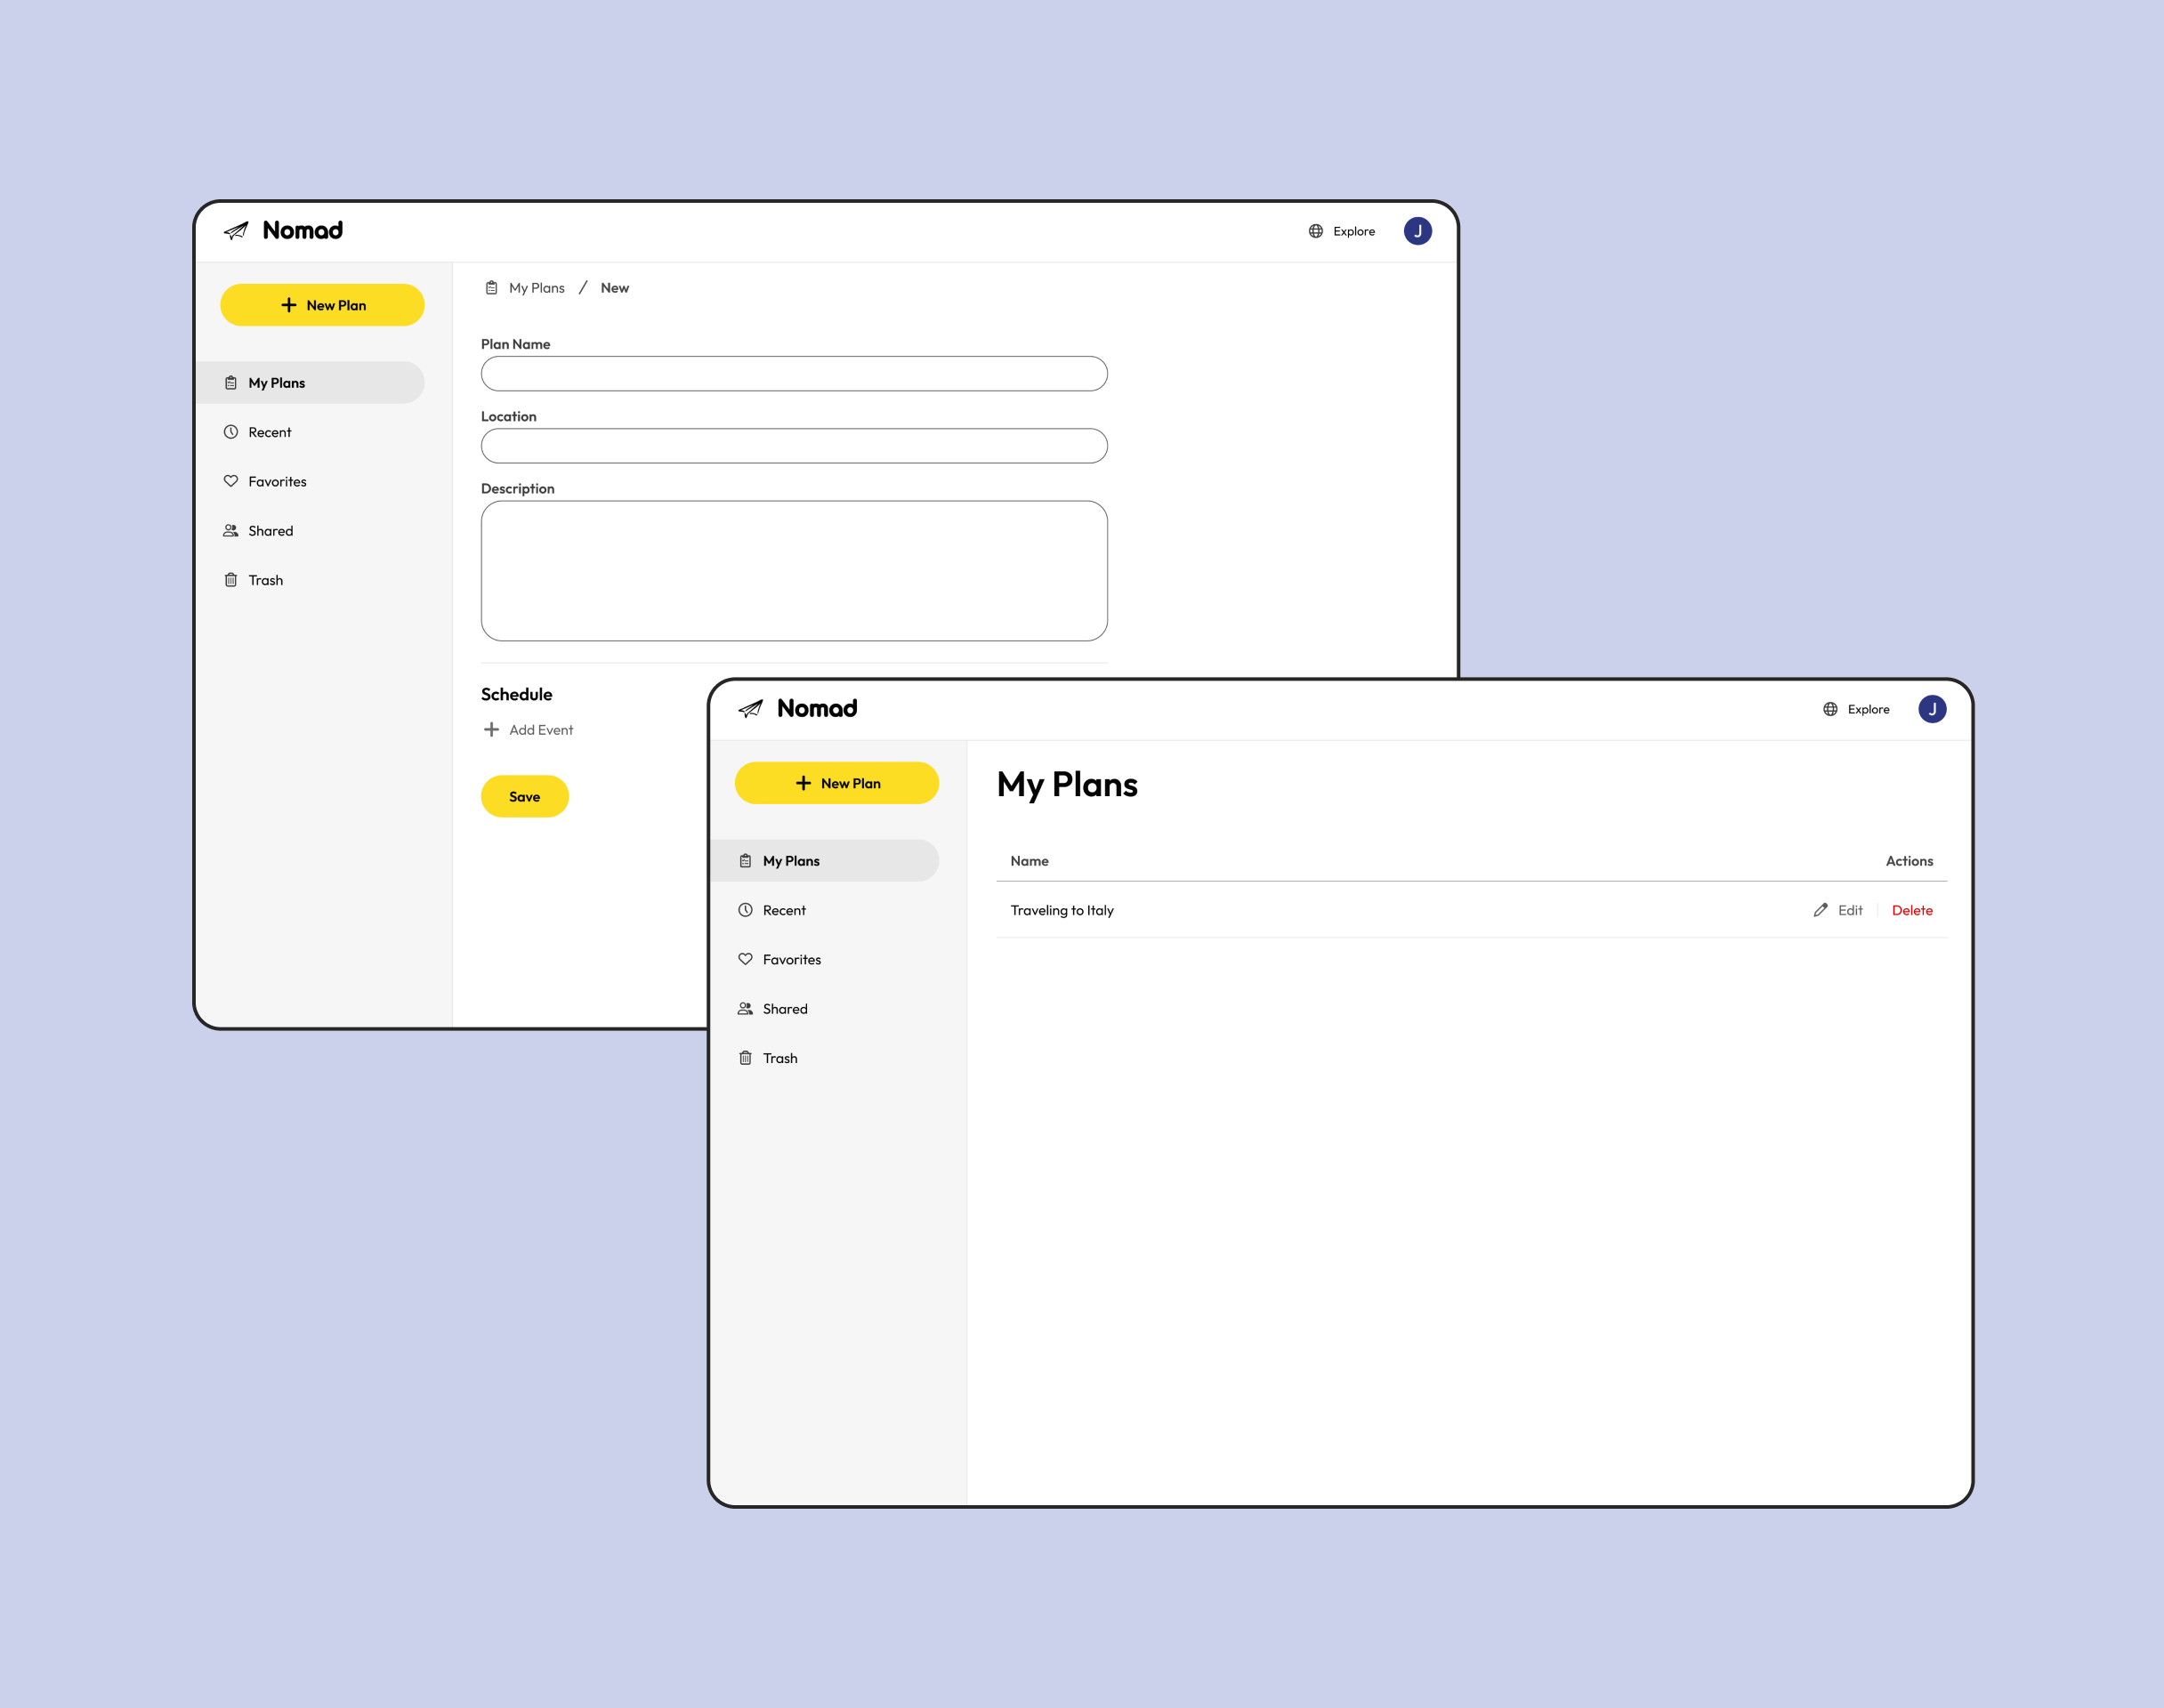 Nomad
Explore
J
New Plan
My Plans
Recent
Favorites
Shared
Trash
My Plans / New
Plan Name
Location
Description
Schedule
Add Event
Save
Nomad
Explore
J
New Plan
My Plans
Recent
Favorites
Shared
Trash
My Plans
Name Actions
Traveling to Italy Edit Delete